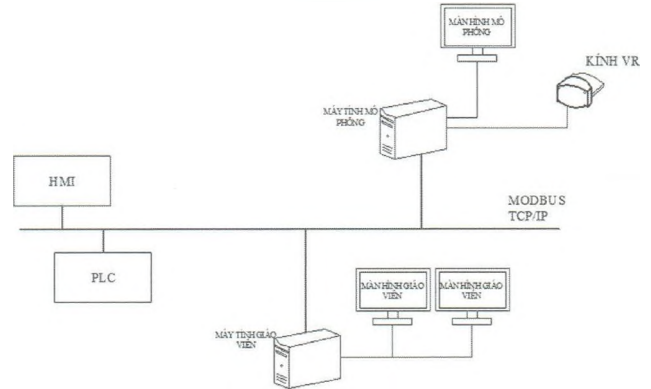 MÀN HÌNH MÔ
PHỎNG
KÍNH VR
MÁY TÍNH MÔ
PHỎNG
HMI
MODBUS
TCP/IP
PLC
MÀN HÌNH GIÁO
VIÊN
MÀN HÌNH GIÁO
VIÊN
MÁY TÍNH GIÁO
VIÊN